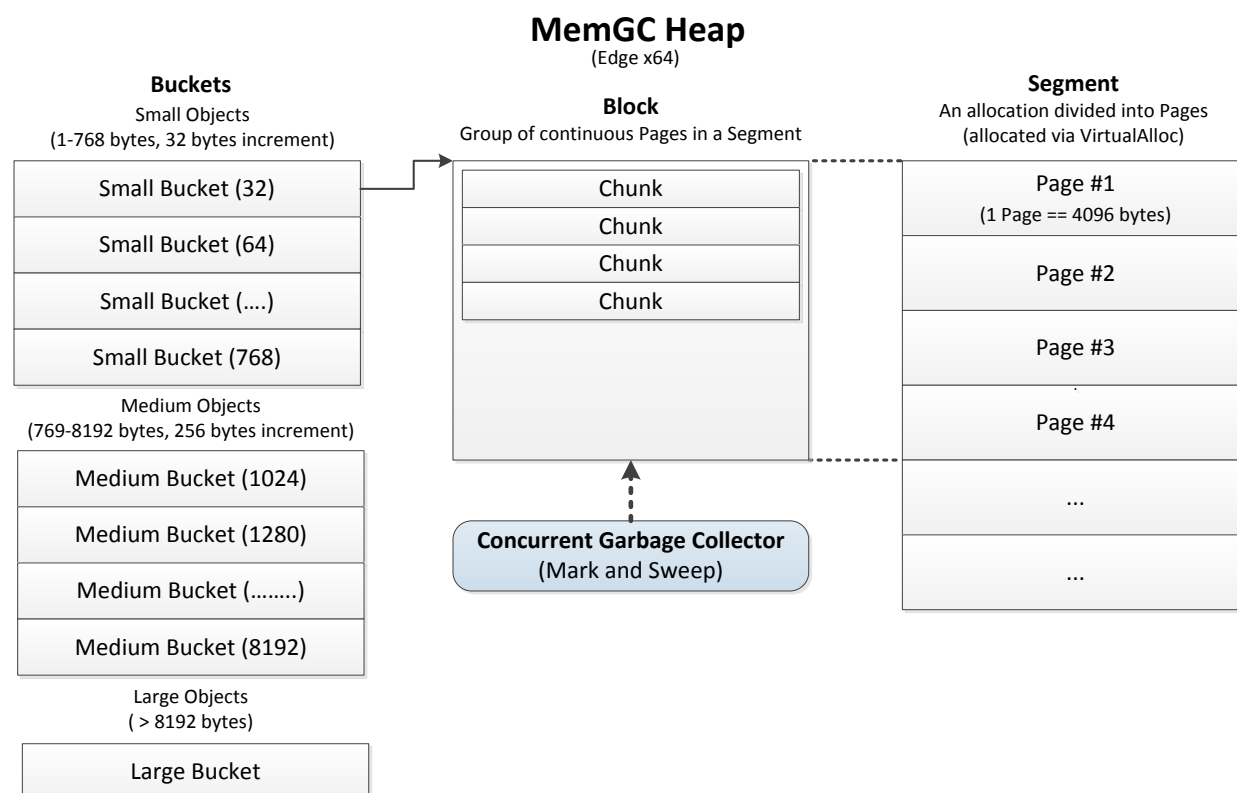 MemGC Heap
(Edge x64)
Buckets
Small Objects
(1-768 bytes, 32 bytes increment)
Small Bucket (32)
Small Bucket (64)
Small Bucket (....)
Small Bucket (768)
Medium Objects
(769-8192 bytes, 256 bytes increment)
Medium Bucket (1024)
Medium Bucket (1280)
Medium Bucket (........)
Medium Bucket (8192)
Large Objects
( > 8192 bytes)
Large Bucket
Block
Group of continuous Pages in a Segment
Chunk
Chunk
Chunk
Chunk
Concurrent Garbage Collector
(Mark and Sweep)
Segment
An allocation divided into Pages
(allocated via VirtualAlloc)
Page #1
(1 Page == 4096 bytes)
Page #2
Page #3
Page #4
...
...